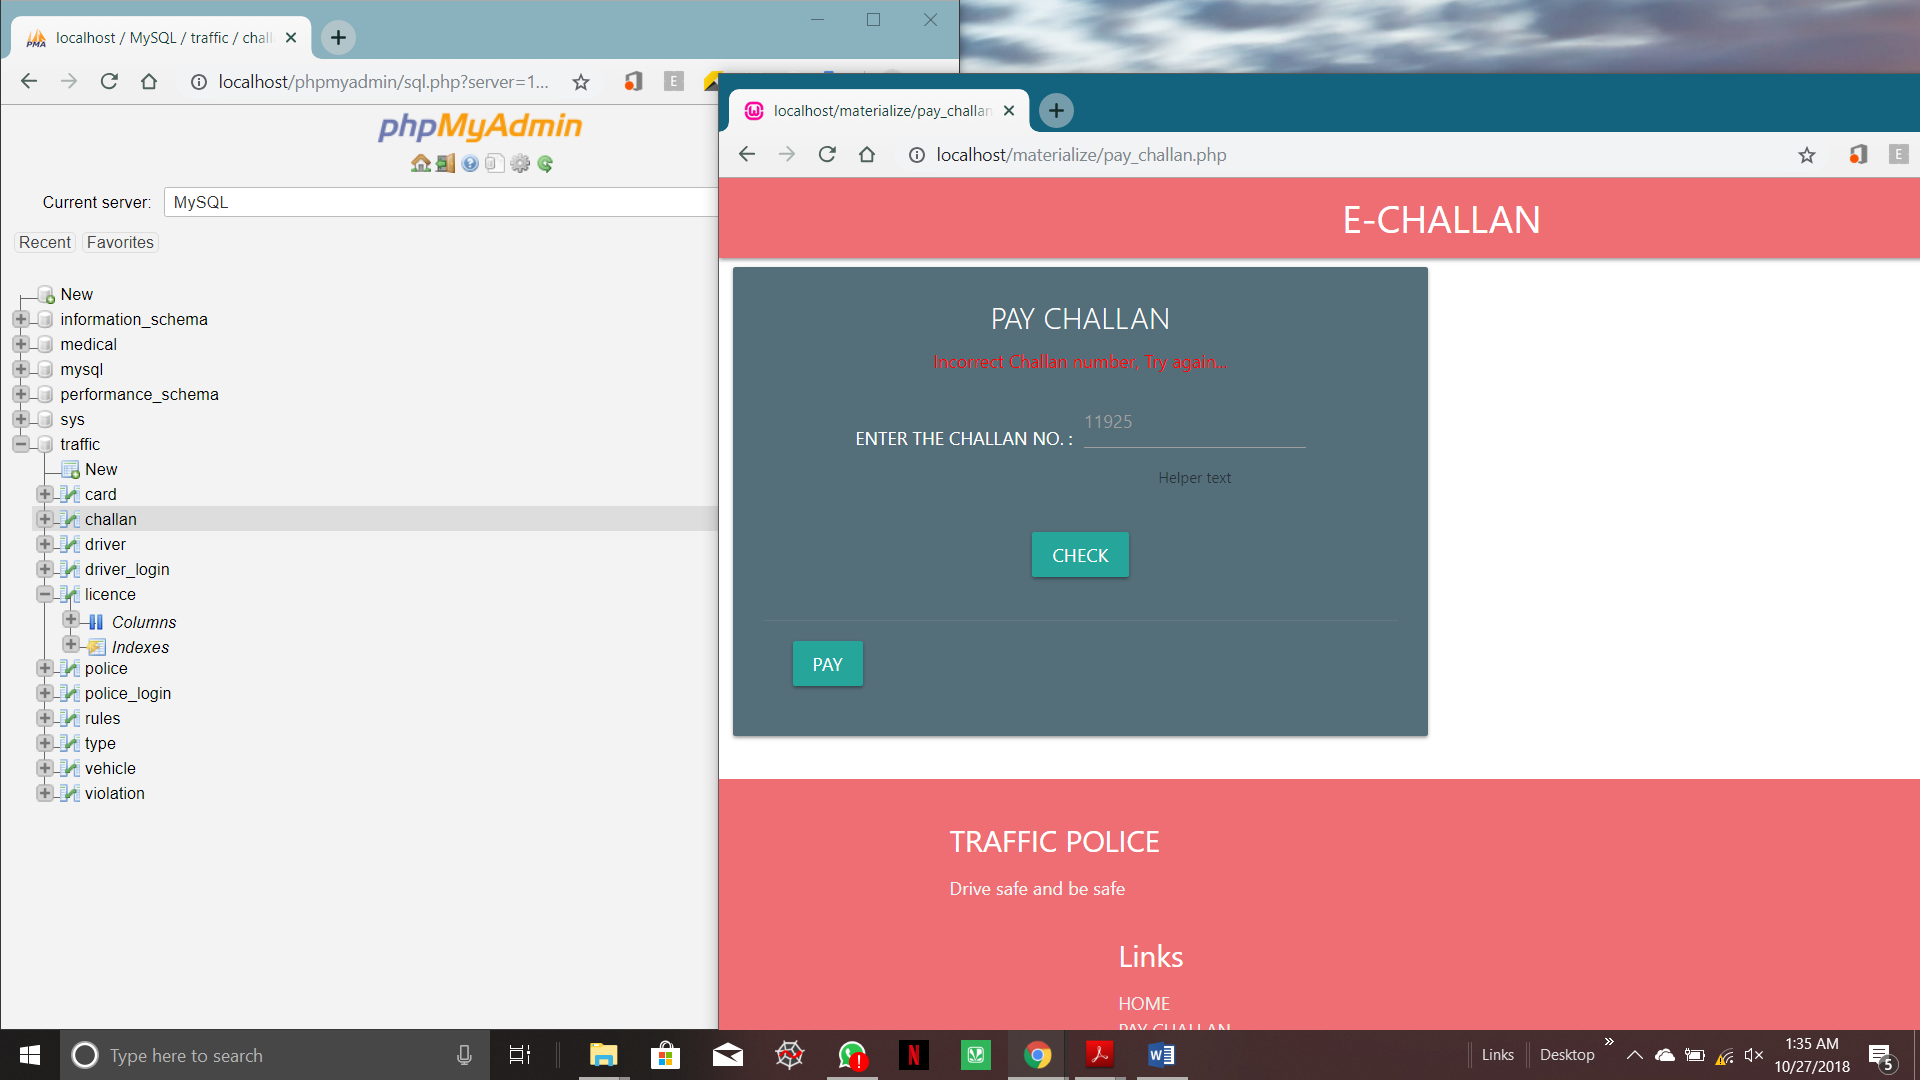 localhost / MySQL / traffic / chall
localhost/phpmyadmin/sql.php?server=1...
E
phpMyAdmin
Current server:
MySQL
Recent
Favorites
New
information_schema
medical
mysql
performance_schema
sys
traffic
New
card
challan
driver
driver_login
licence
Columns
Indexes
police
police_login
rules
type
vehicle
violation
localhost/materialize/pay_challan
localhost/materialize/pay_challan.php
E
E-CHALLAN
PAY CHALLAN
Incorrect Challan number, Try again...
ENTER THE CHALLAN NO. :
11925
Helper text
CHECK
PAY
TRAFFIC POLICE
Drive safe and be safe
Links
HOME
PAY CHALLAN
Type here to search
Links
Desktop
1:35 AM
10/27/2018
5